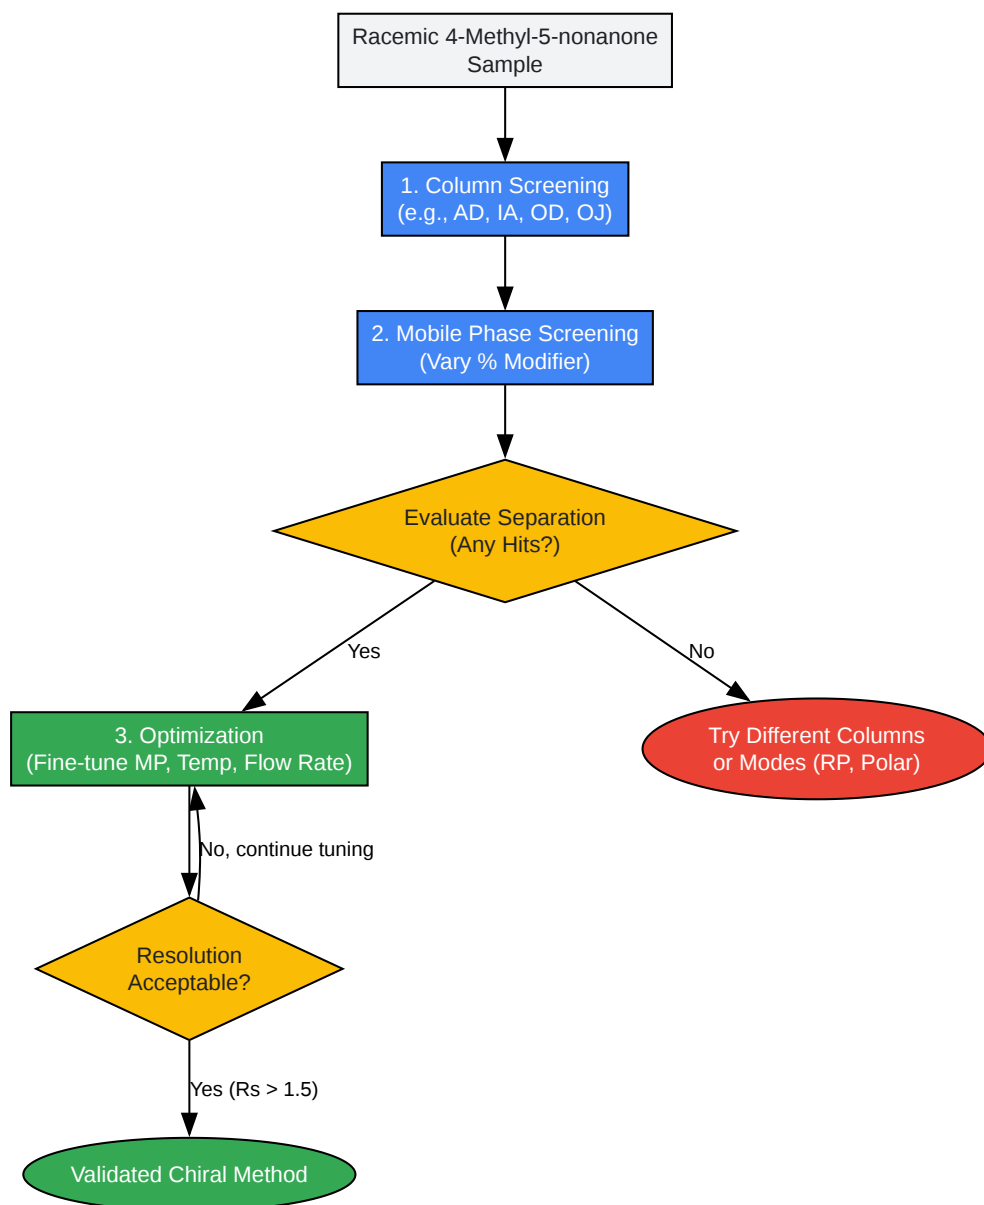 Racemic 4-Methyl-5-nonanone
Sample
1. Column Screening
(e.g., AD, IA, OD, OJ)
2. Mobile Phase Screening
(Vary % Modifier)
Evaluate Separation
(Any Hits?)
Yes
No
3. Optimization
(Fine-tune MP, Temp, Flow Rate)
Try Different Columns
or Modes (RP, Polar)
No, continue tuning
Resolution
Acceptable?
Yes (Rs > 1.5)
Validated Chiral Method